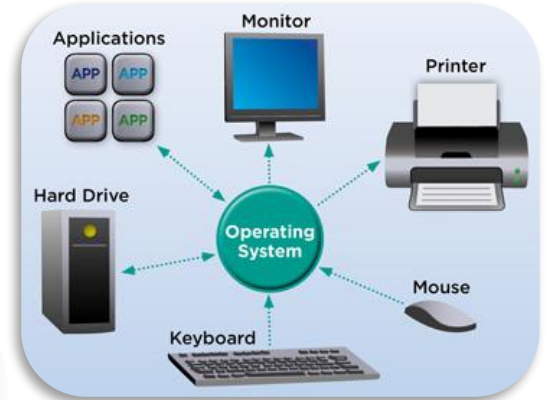 Monitor
Applications
Printer
APP APP
APP APP
Hard Drive
Operating
System
Mouse
Keyboard